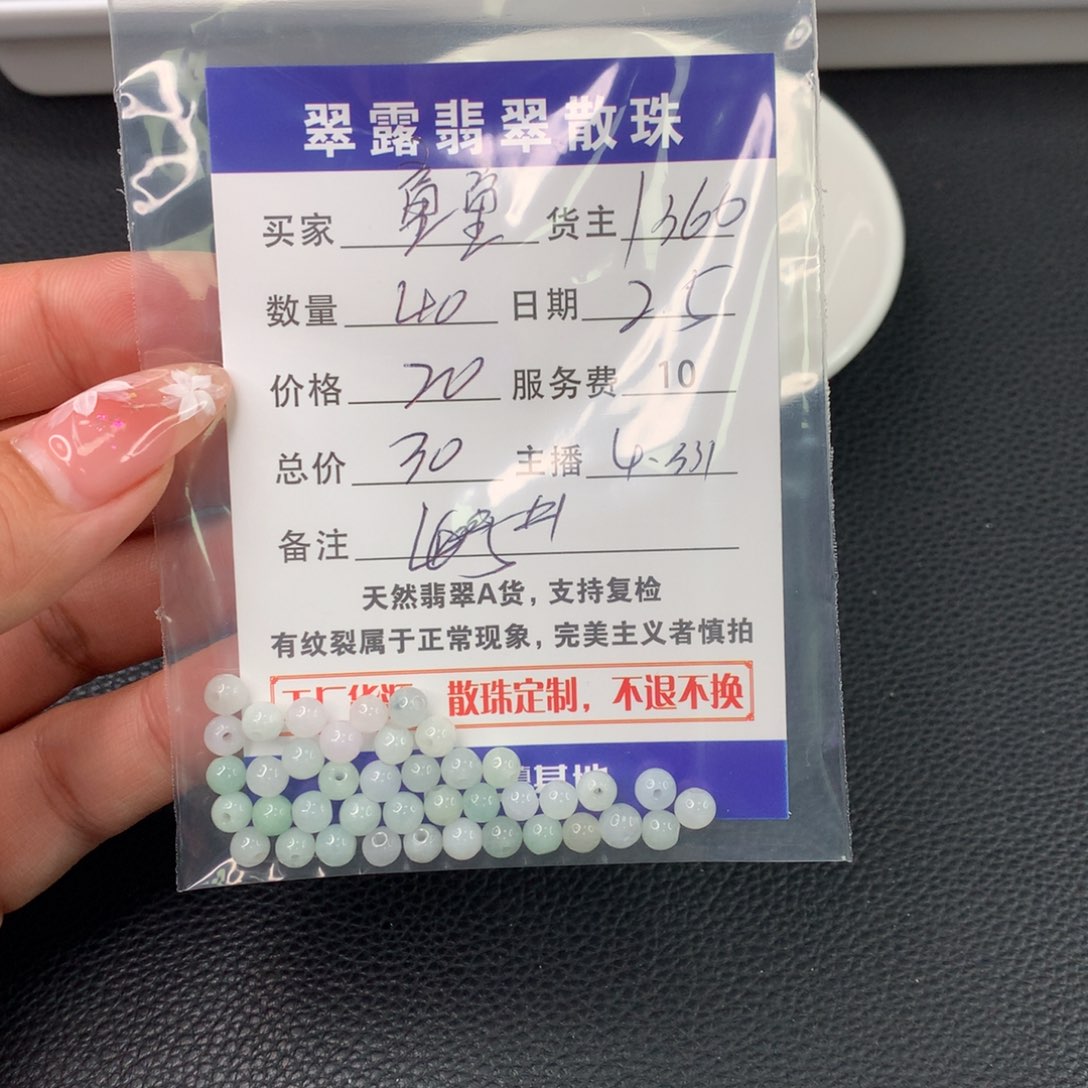 翠露翡翠散珠
买家 货主 1360
数量 40 日期 2.5
价格 20 服务费 10
总价 30 主播 4-331
备注
天然翡翠A货，支持复检
有纹裂属于正常现象，完美主义者慎拍
散珠定制，不退不换
基地